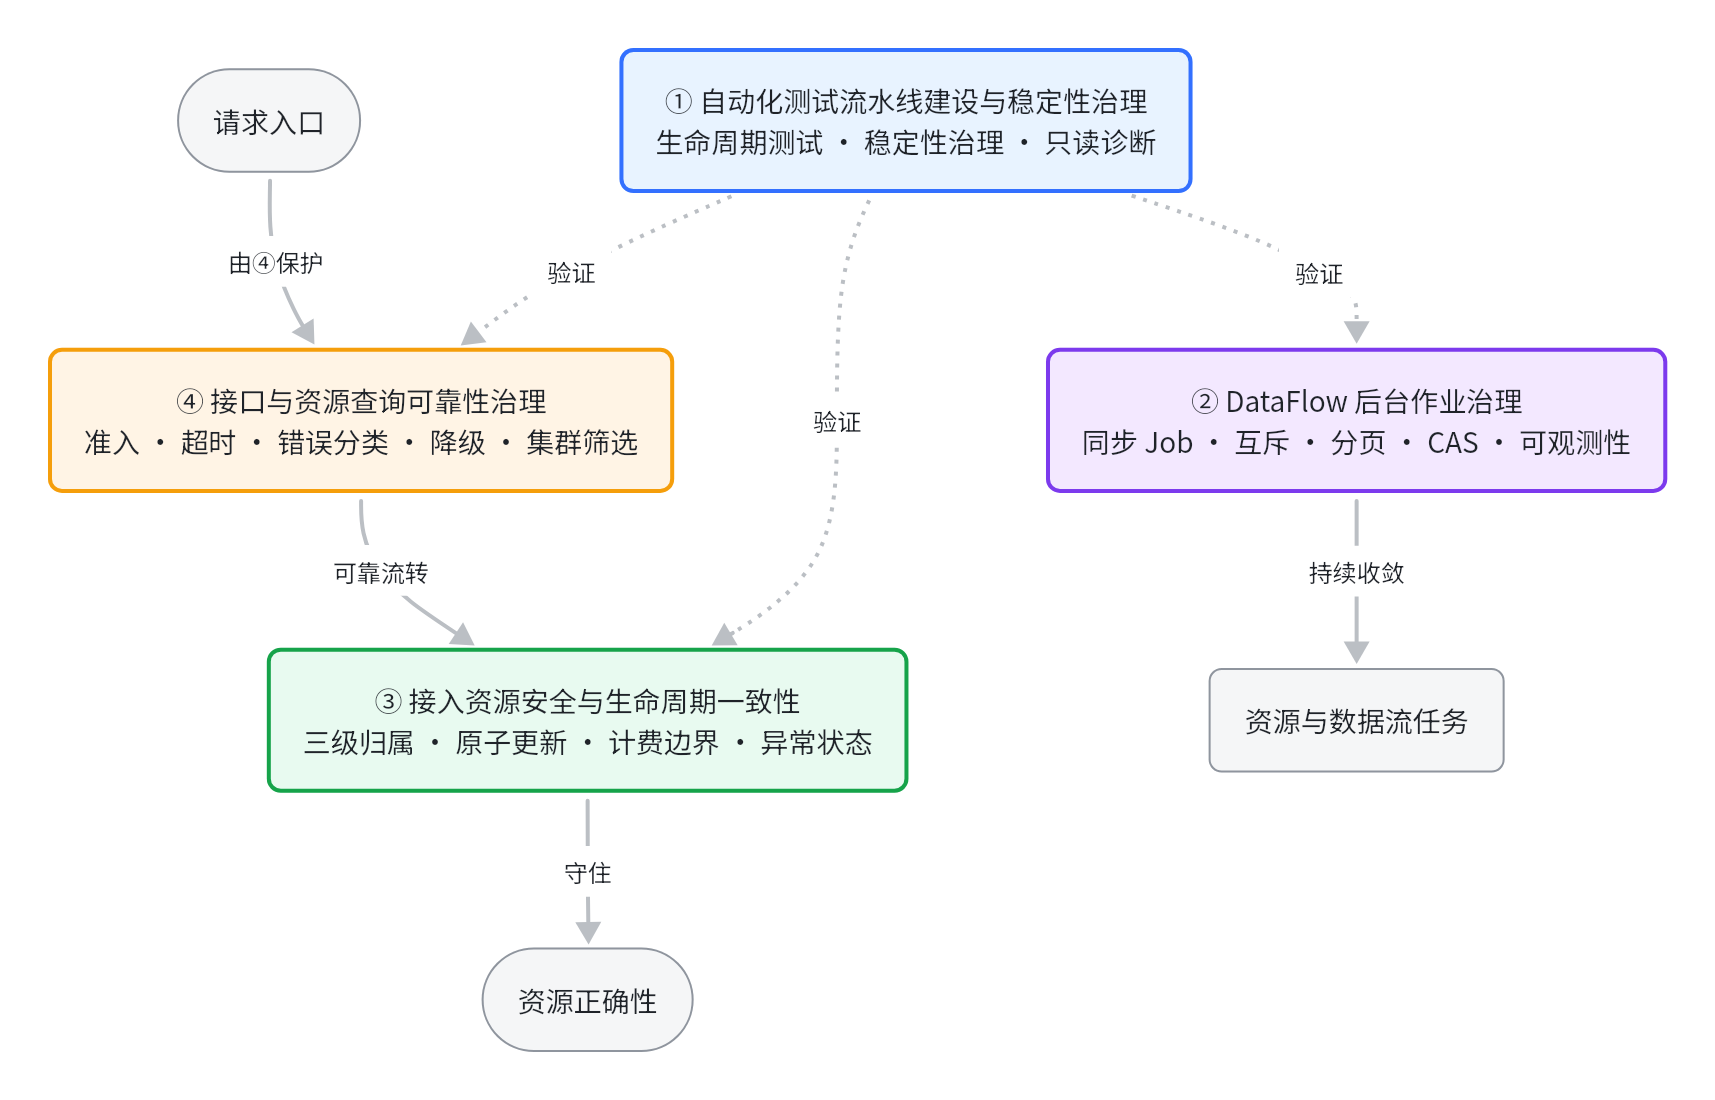 请求入口
① 自动化测试流水线建设与稳定性治理
生命周期测试 • 稳定性治理 • 只读诊断
由④保护
验证
验证
④ 接口与资源查询可靠性治理
准入 • 超时 • 错误分类 • 降级 • 集群筛选
验证
② DataFlow 后台作业治理
同步 Job • 互斥 • 分页 • CAS • 可观测性
可靠流转
持续收敛
③ 接入资源安全与生命周期一致性
三级归属 • 原子更新 • 计费边界 • 异常状态
资源与数据流任务
守住
资源正确性